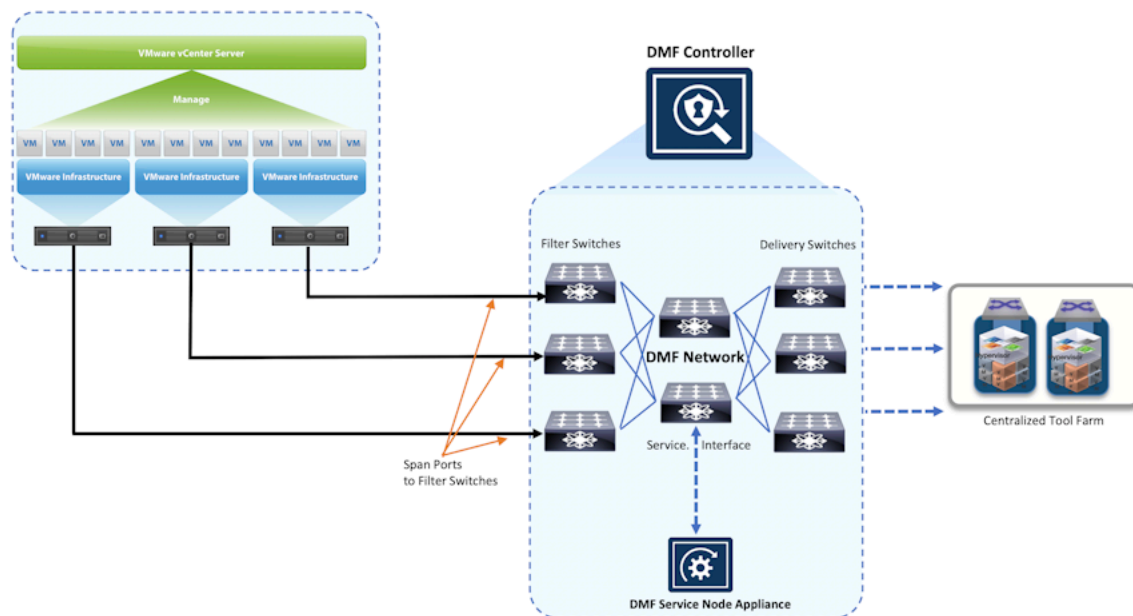 VMware vCenter Server
Manage
VM VM VM VM VM VM VM VM VM VM VM VM
VMware Infrastructure VMware Infrastructure VMware Infrastructure
DMF Controller
Filter Switches
Delivery Switches
DMF Network
Service. Interface
Span Ports
to Filter Switches
DMF Service Node Appliance
ypervisor ypervisor
Centralized Tool Farm